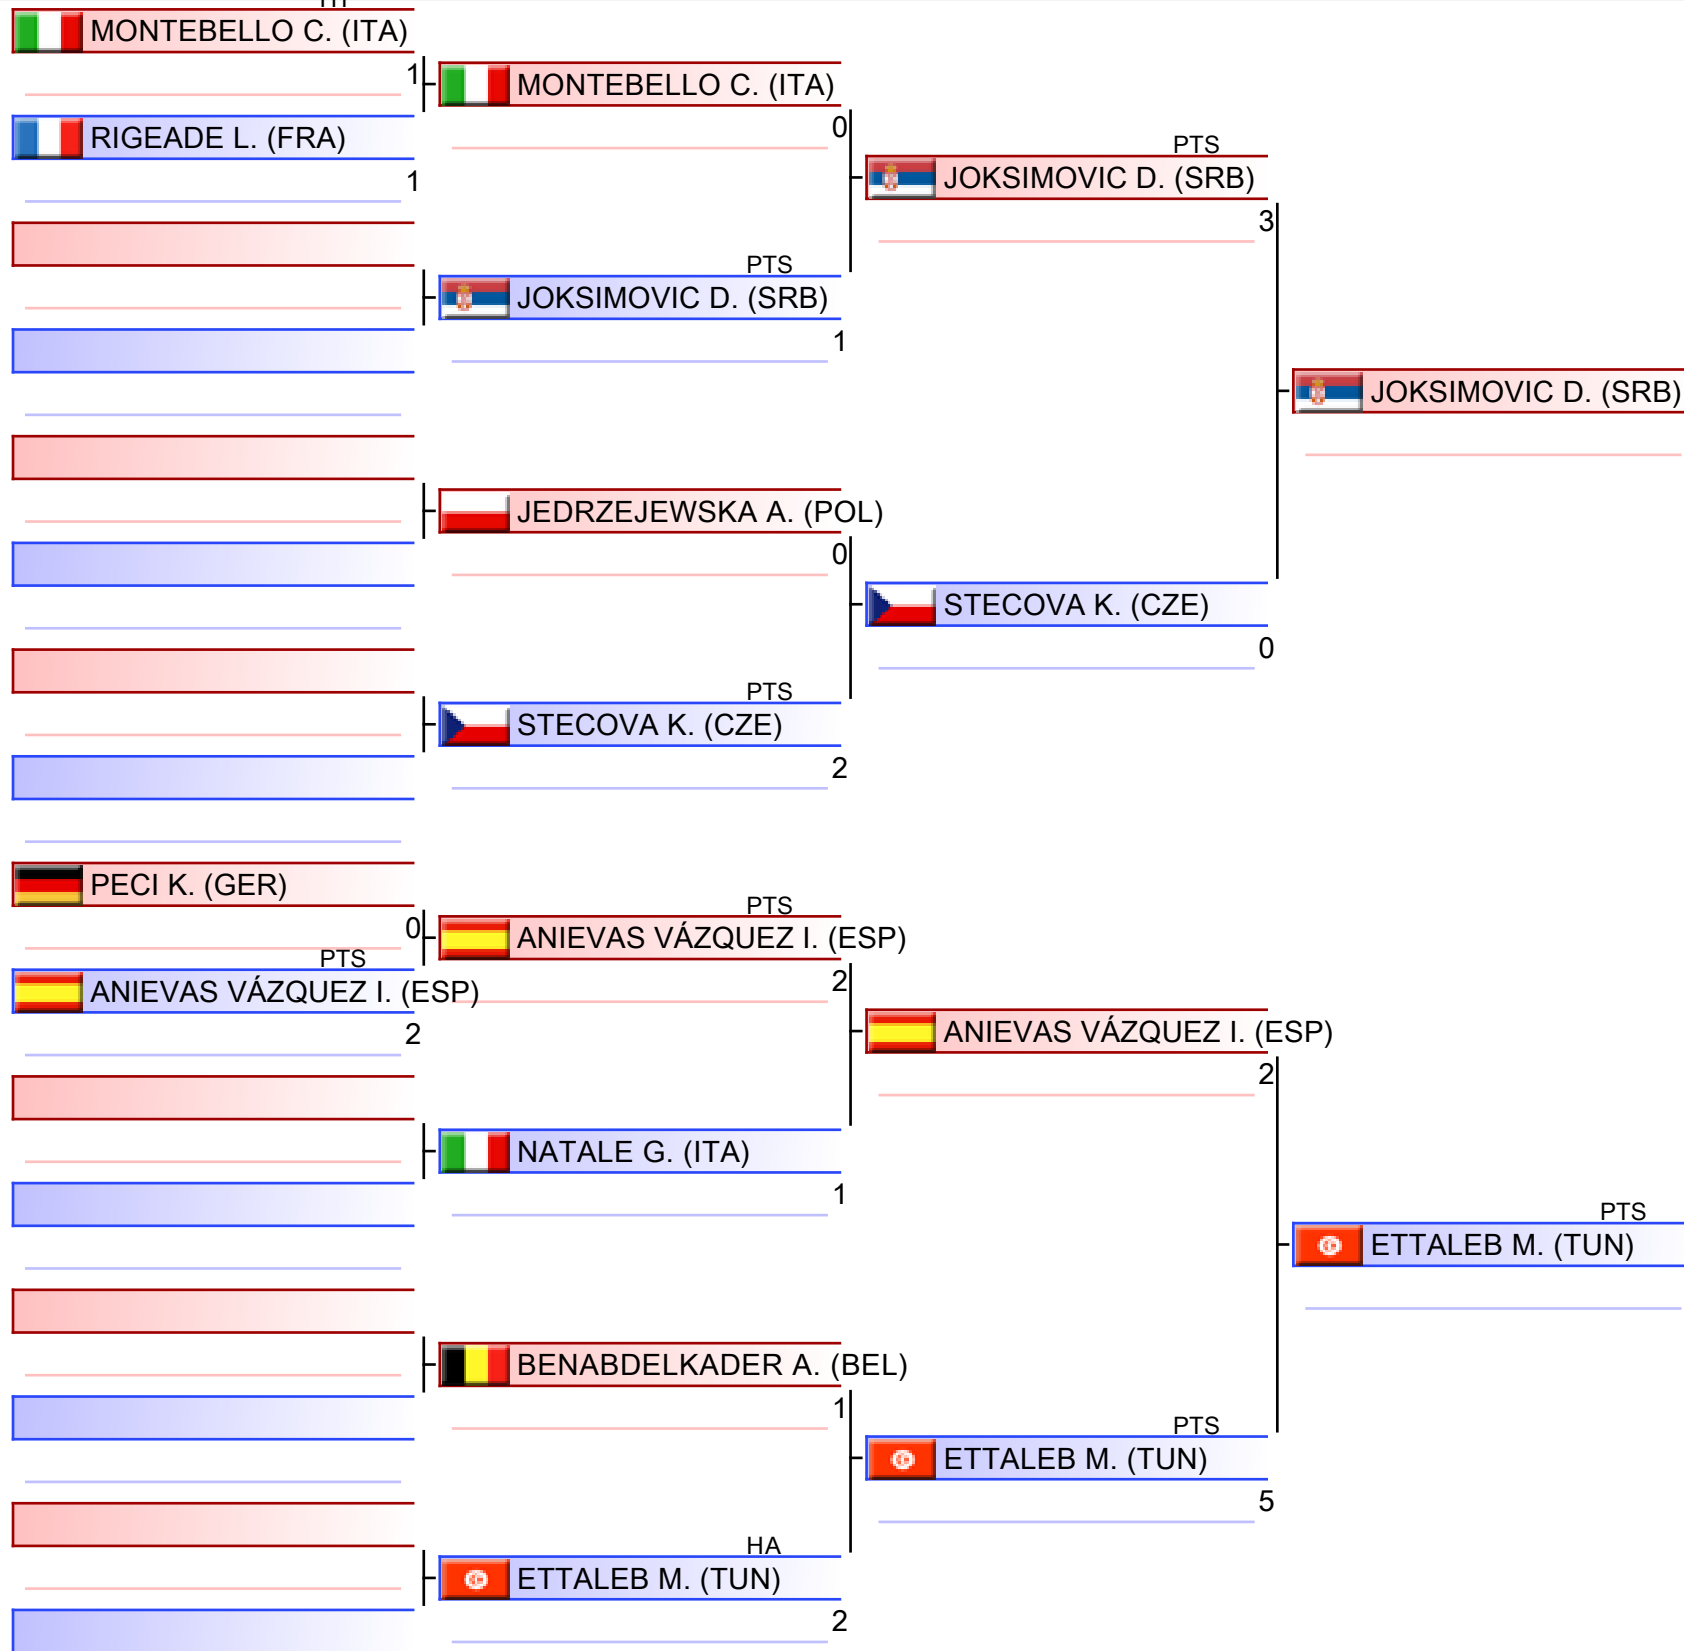 MONTEBELLO C. (ITA)
1
MONTEBELLO C. (ITA)
0
RIGEADE L. (FRA)
1
PTS
JOKSIMOVIC D. (SRB)
3
PTS
JOKSIMOVIC D. (SRB)
1
JOKSIMOVIC D. (SRB)
JEDRZEJEWSKA A. (POL)
0
STECOVA K. (CZE)
0
PTS
STECOVA K. (CZE)
2
PECI K. (GER)
0
PTS
ANIEVAS VÁZQUEZ I. (ESP)
2
PTS
ANIEVAS VÁZQUEZ I. (ESP)
2
ANIEVAS VÁZQUEZ I. (ESP)
2
NATALE G. (ITA)
1
PTS
ETTALEB M. (TUN)
BENABDELKADER A. (BEL)
1
PTS
ETTALEB M. (TUN)
5
HA
ETTALEB M. (TUN)
2